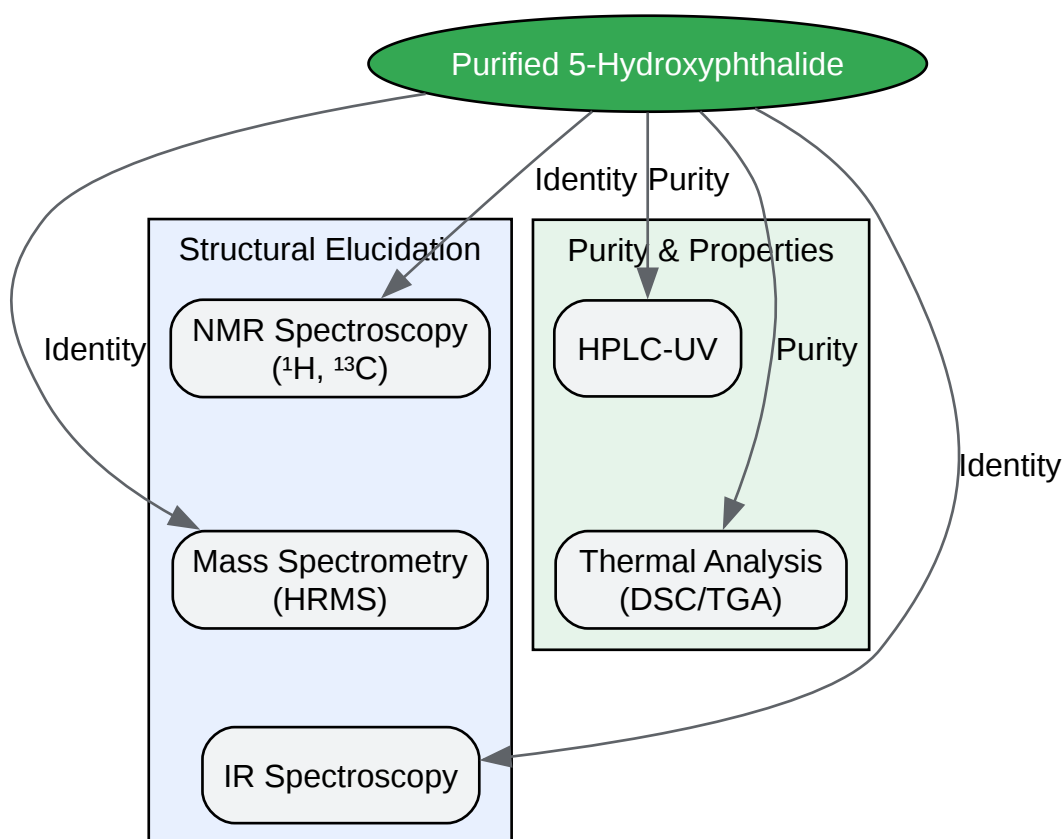 Purified 5-Hydroxyphthalide
Identity
Purity
Structural Elucidation
Purity & Properties
NMR Spectroscopy
(¹H, ¹³C)
HPLC-UV
Identity
Purity
Identity
Mass Spectrometry
(HRMS)
Thermal Analysis
(DSC/TGA)
IR Spectroscopy